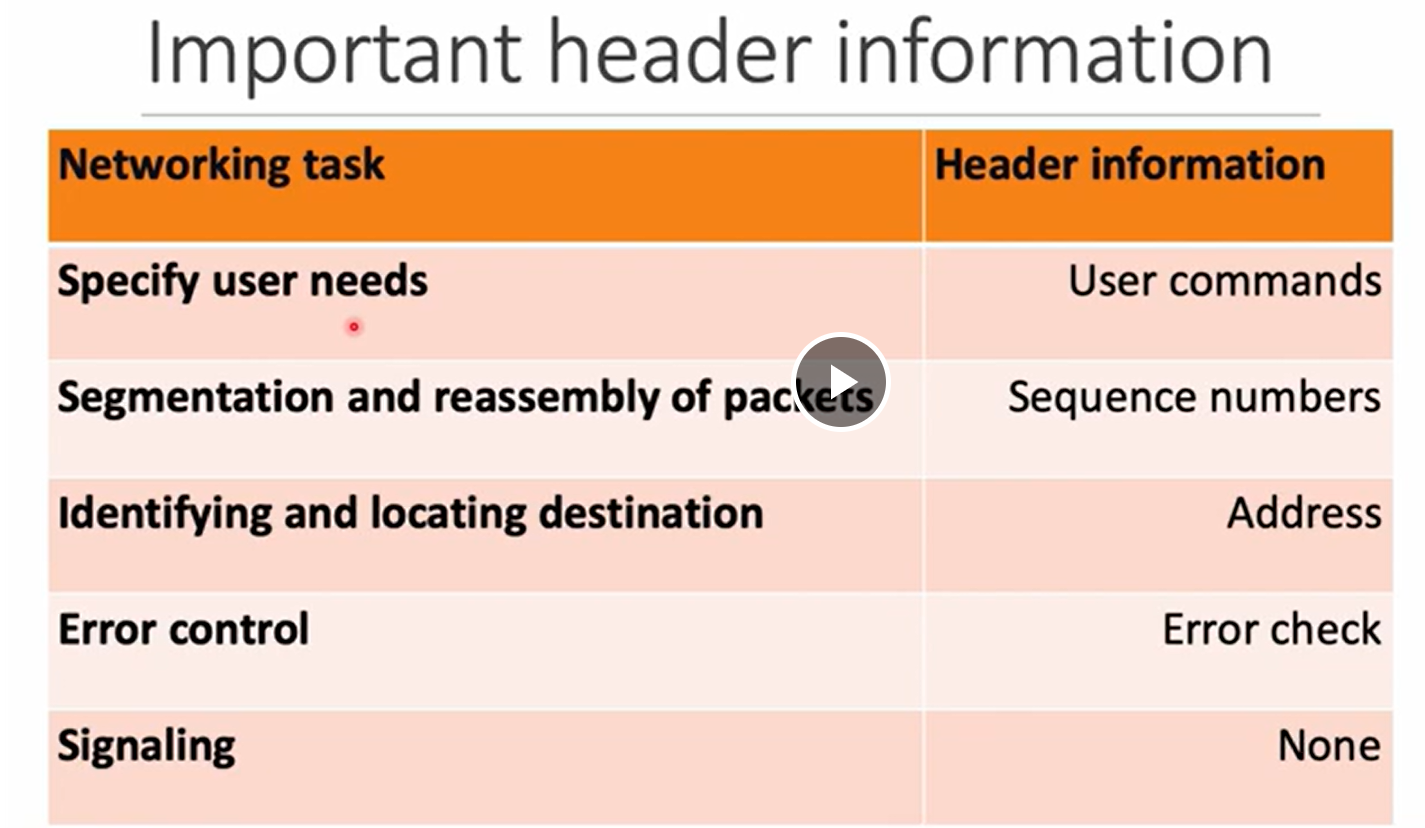 Important header information
Networking task Header information
Specify user needs User commands
Segmentation and reassembly of packets Sequence numbers
Identifying and locating destination Address
Error control Error check
Signaling None